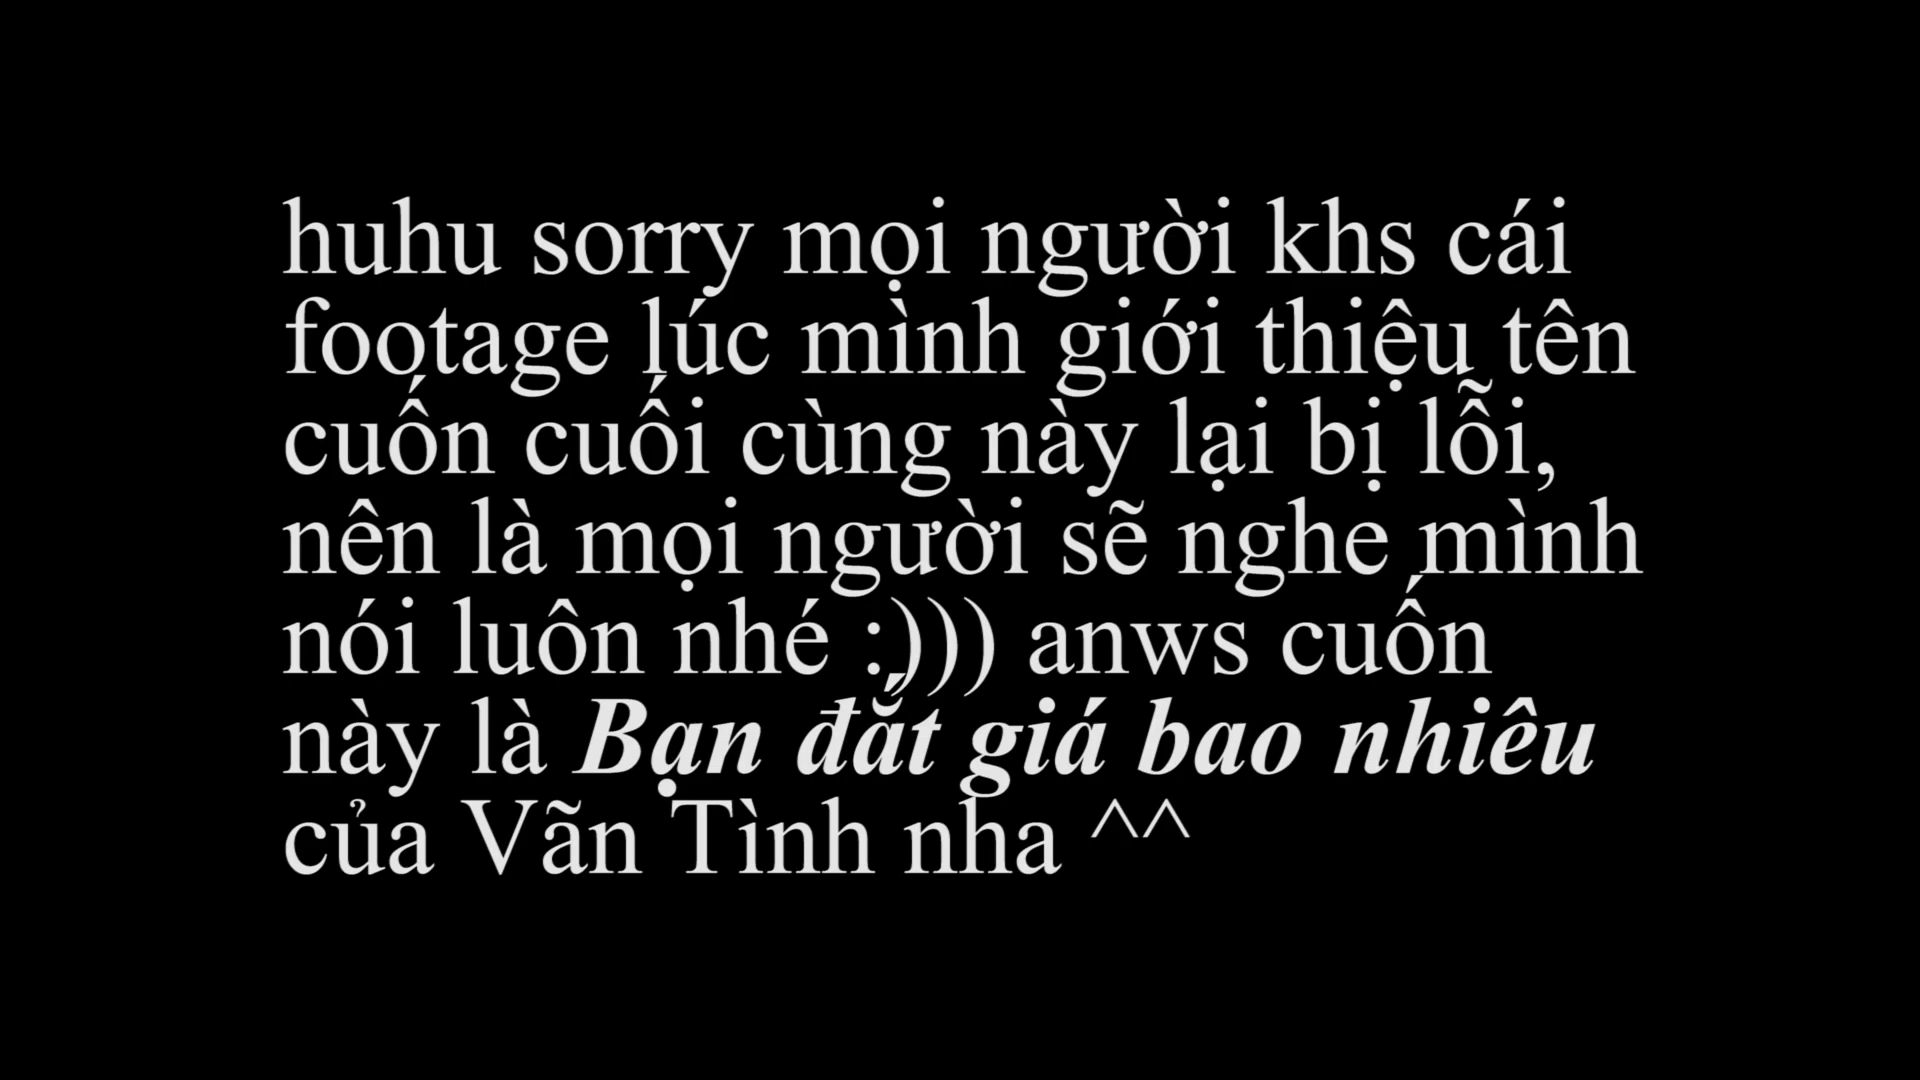 huhu sorry mọi người khs cái
footage lúc mình giới thiệu tên
cuốn cuối cùng này lại bị lỗi,
nên là mọi người sẽ nghe mình
nói luôn nhé :))) anws cuốn
này là Bạn đắt giá bao nhiêu
của Vãn Tình nha ^^